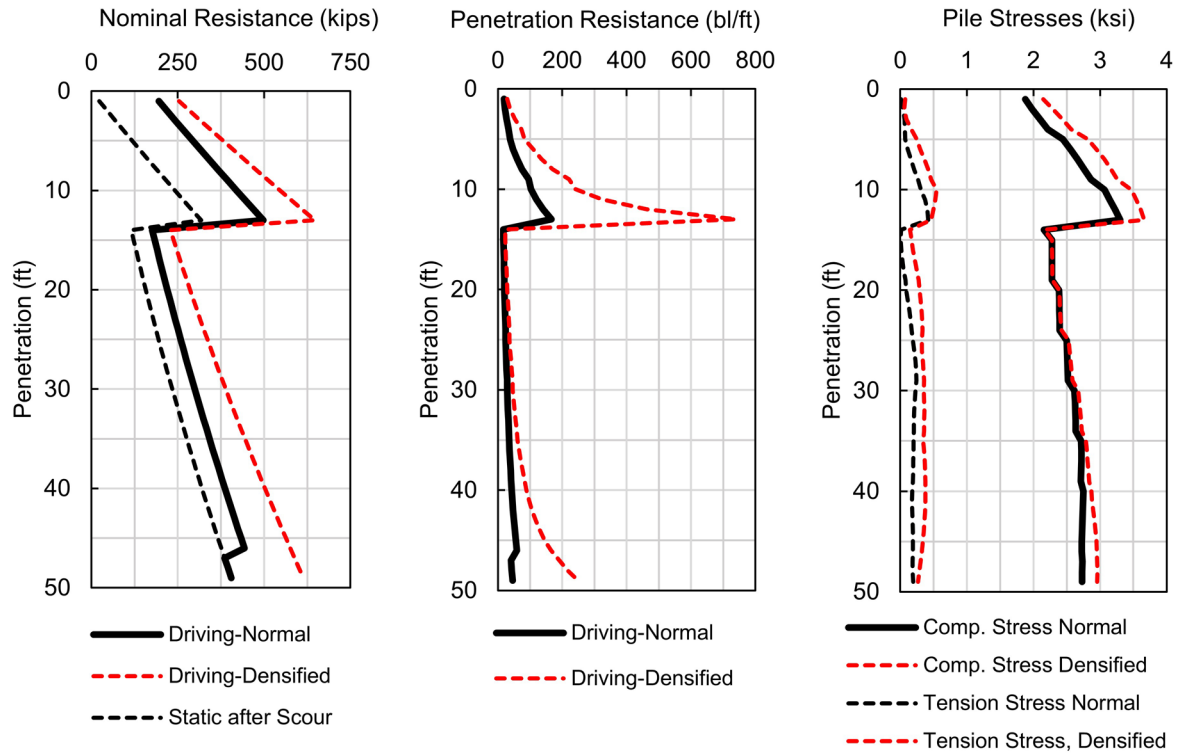 Nominal Resistance (kips)
0 250 500 750
0
10
20
30
40
50
Penetration (ft)
Driving-Normal
Driving-Densified
Static after Scour
Penetration Resistance (bl/ft)
0 200 400 600 800
0
10
20
30
40
50
Penetration (ft)
Driving-Normal
Driving-Densified
Pile Stresses (ksi)
0 1 2 3 4
0
10
20
30
40
50
Penetration (ft)
Comp. Stress Normal
Comp. Stress Densified
Tension Stress Normal
Tension Stress, Densified